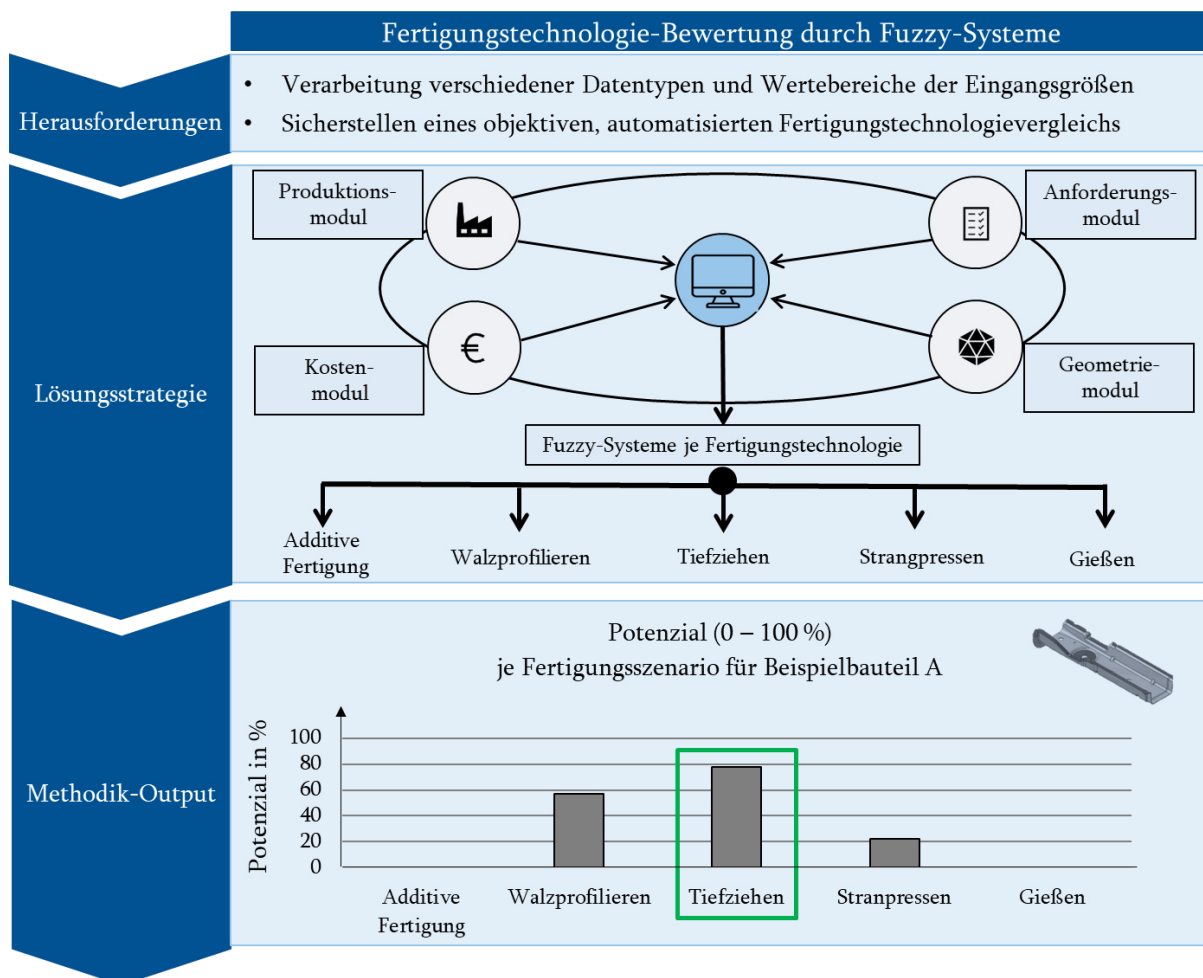 Fertigungstechnologie-Bewertung durch Fuzzy-Systeme
Herausforderungen
• Verarbeitung verschiedener Datentypen und Wertebereiche der Eingangsgrößen
• Sicherstellen eines objektiven, automatisierten Fertigungstechnologievergleichs
Lösungsstrategie
Produktions-
modul
Anforderungs-
modul
€
Kosten-
modul
Geometrie-
modul
Fuzzy-Systeme je Fertigungstechnologie
Additive
Fertigung
Walzprofilieren
Tiefziehen
Strangpressen
Gießen
Methodik-Output
Potenzial (0 – 100 %)
je Fertigungsszenario für Beispielbauteil A
Potenzial in %
100
80
60
40
20
0
Additive
Fertigung
Walzprofilieren
Tiefziehen
Stranpressen
Gießen